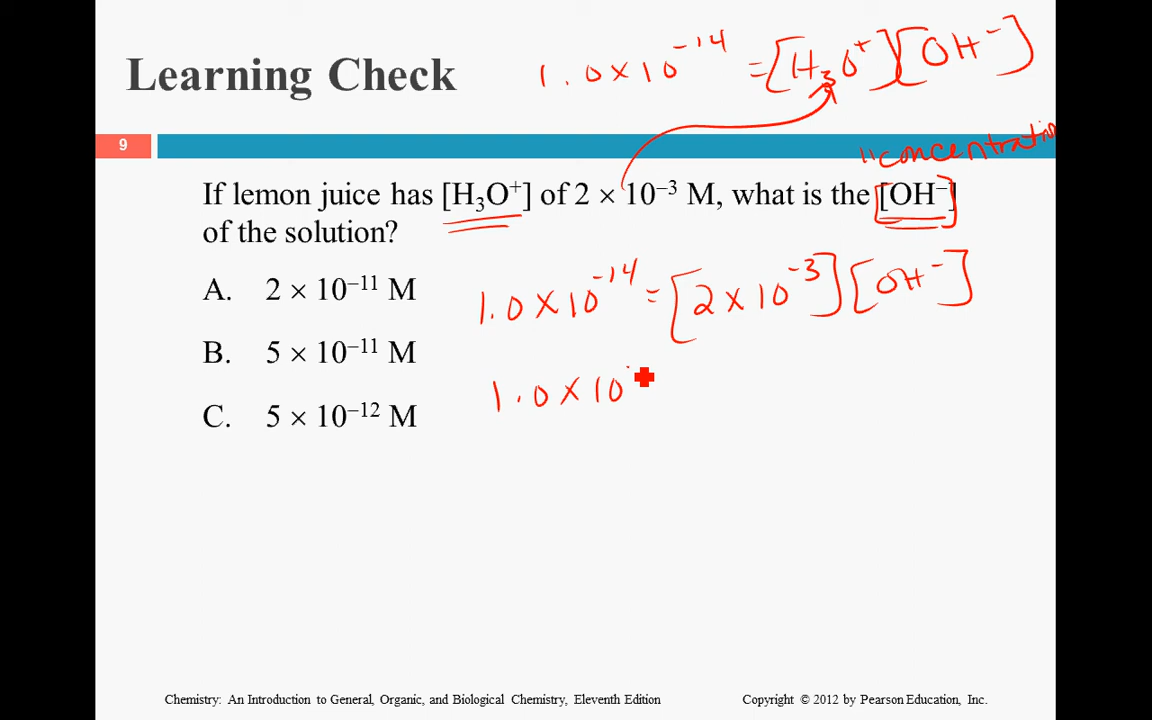 1.0 × 10⁻¹⁴ = [H₃O⁺][OH⁻]
Learning Check
9
"concentratio
If lemon juice has [H₃O⁺] of 2 × 10⁻³ M, what is the [OH⁻]
of the solution?
A. 2 × 10⁻¹¹ M
1.0 × 10⁻¹⁴ = [2 × 10⁻³][OH⁻]
B. 5 × 10⁻¹¹ M
1.0 × 10
C. 5 × 10⁻¹² M
Chemistry: An Introduction to General, Organic, and Biological Chemistry, Eleventh Edition
Copyright © 2012 by Pearson Education, Inc.